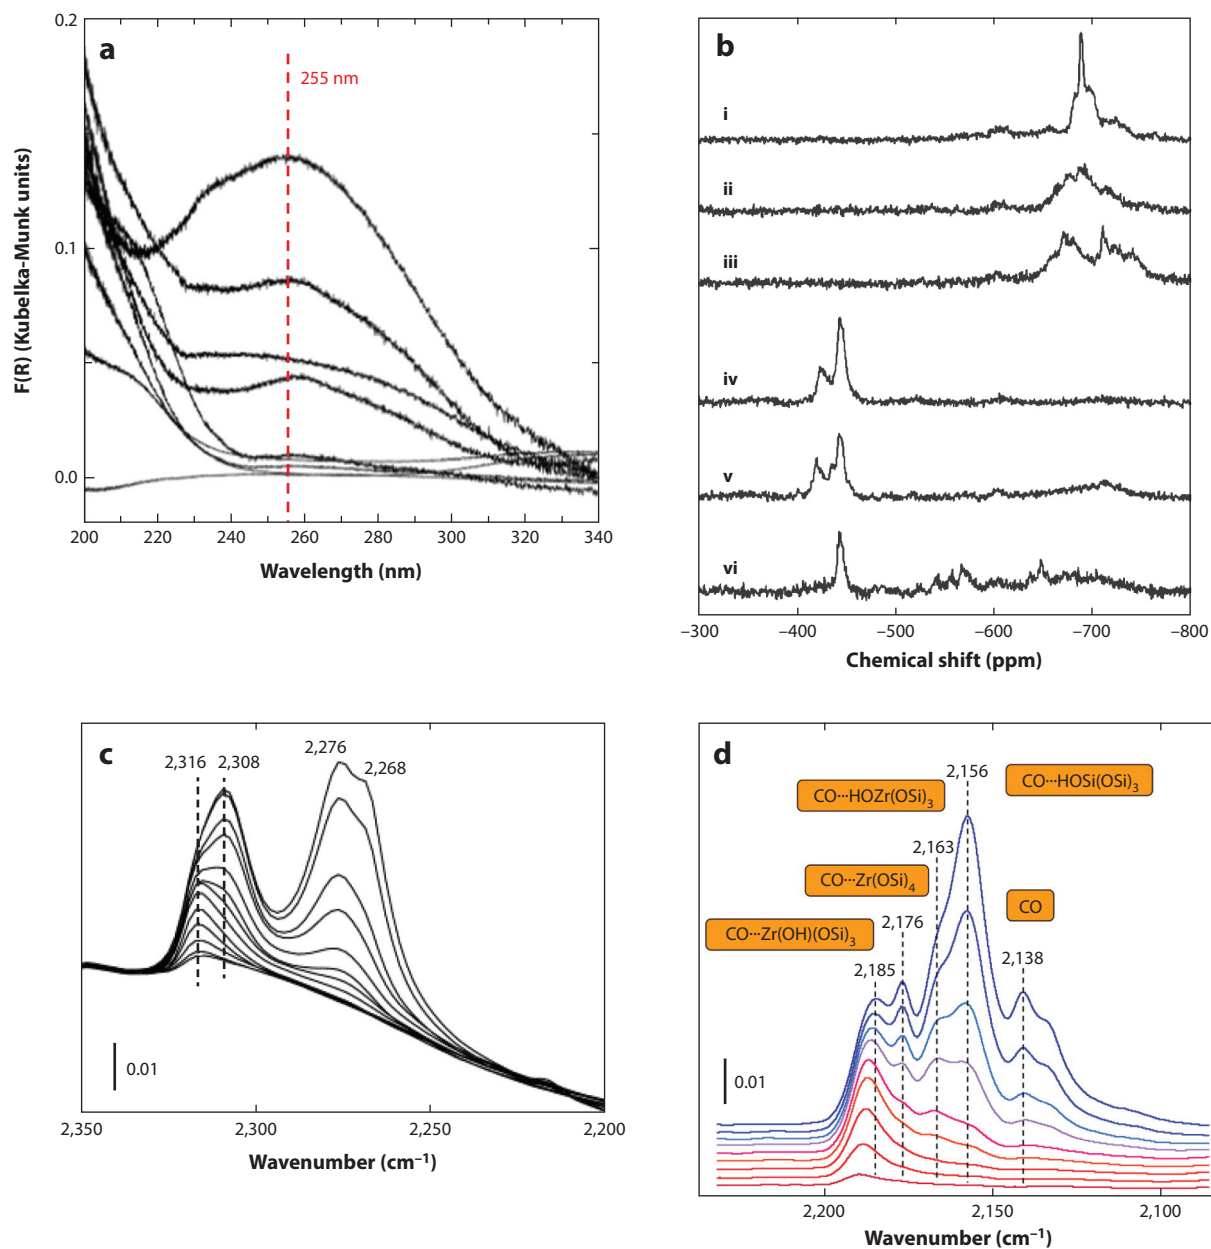 a
255 nm
F(R) (Kubelka-Munk units)
0.2
0.1
0.0
200 220 240 260 280 300 320 340
Wavelength (nm)
b
i
ii
iii
iv
v
vi
−300 −400 −500 −600 −700 −800
Chemical shift (ppm)
c
2,316 2,308 2,276 2,268
0.01
2,350 2,300 2,250 2,200
Wavenumber (cm⁻¹)
d
2,156
CO···HOSi(OSi)₃
CO···HOZr(OSi)₃
2,163
CO···Zr(OSi)₄
CO
2,176
CO···Zr(OH)(OSi)₃
2,185
2,138
0.01
2,200 2,150 2,100
Wavenumber (cm⁻¹)